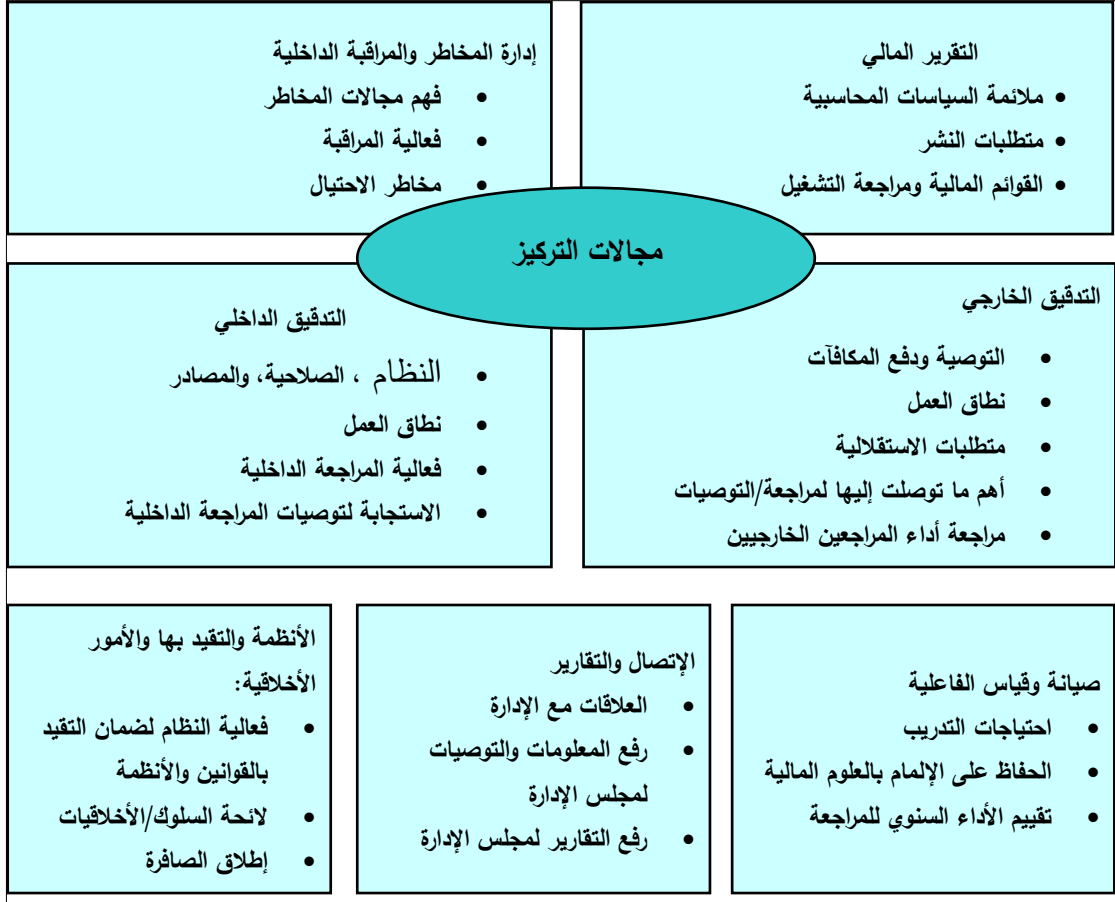 التقرير المالي
• ملائمة السياسات المحاسبية
• متطلبات النشر
• القوائم المالية ومراجعة التشغيل
إدارة المخاطر والمراقبة الداخلية
• فهم مجالات المخاطر
• فعالية المراقبة
• مخاطر الاحتيال
مجالات التركيز
التدقيق الخارجي
• التوصية ودفع المكافآت
• نطاق العمل
• متطلبات الاستقلالية
• أهم ما توصلت إليها لمراجعة/التوصيات
• مراجعة أداء المراجعين الخارجيين
التدقيق الداخلي
• النظام ، الصلاحية، والمصادر
• نطاق العمل
• فعالية المراجعة الداخلية
• الاستجابة لتوصيات المراجعة الداخلية
صيانة وقياس الفاعلية
• احتياجات التدريب
• الحفاظ على الإلمام بالعلوم المالية
• تقييم الأداء السنوي للمراجعة
الإتصال والتقارير
• العلاقات مع الإدارة
• رفع المعلومات والتوصيات
لمجلس الإدارة
• رفع التقارير لمجلس الإدارة
الأنظمة والتقيد بها والأمور
الأخلاقية:
• فعالية النظام لضمان التقيد
بالقوانين والأنظمة
• لائحة السلوك/الأخلاقيات
• إطلاق الصافرة